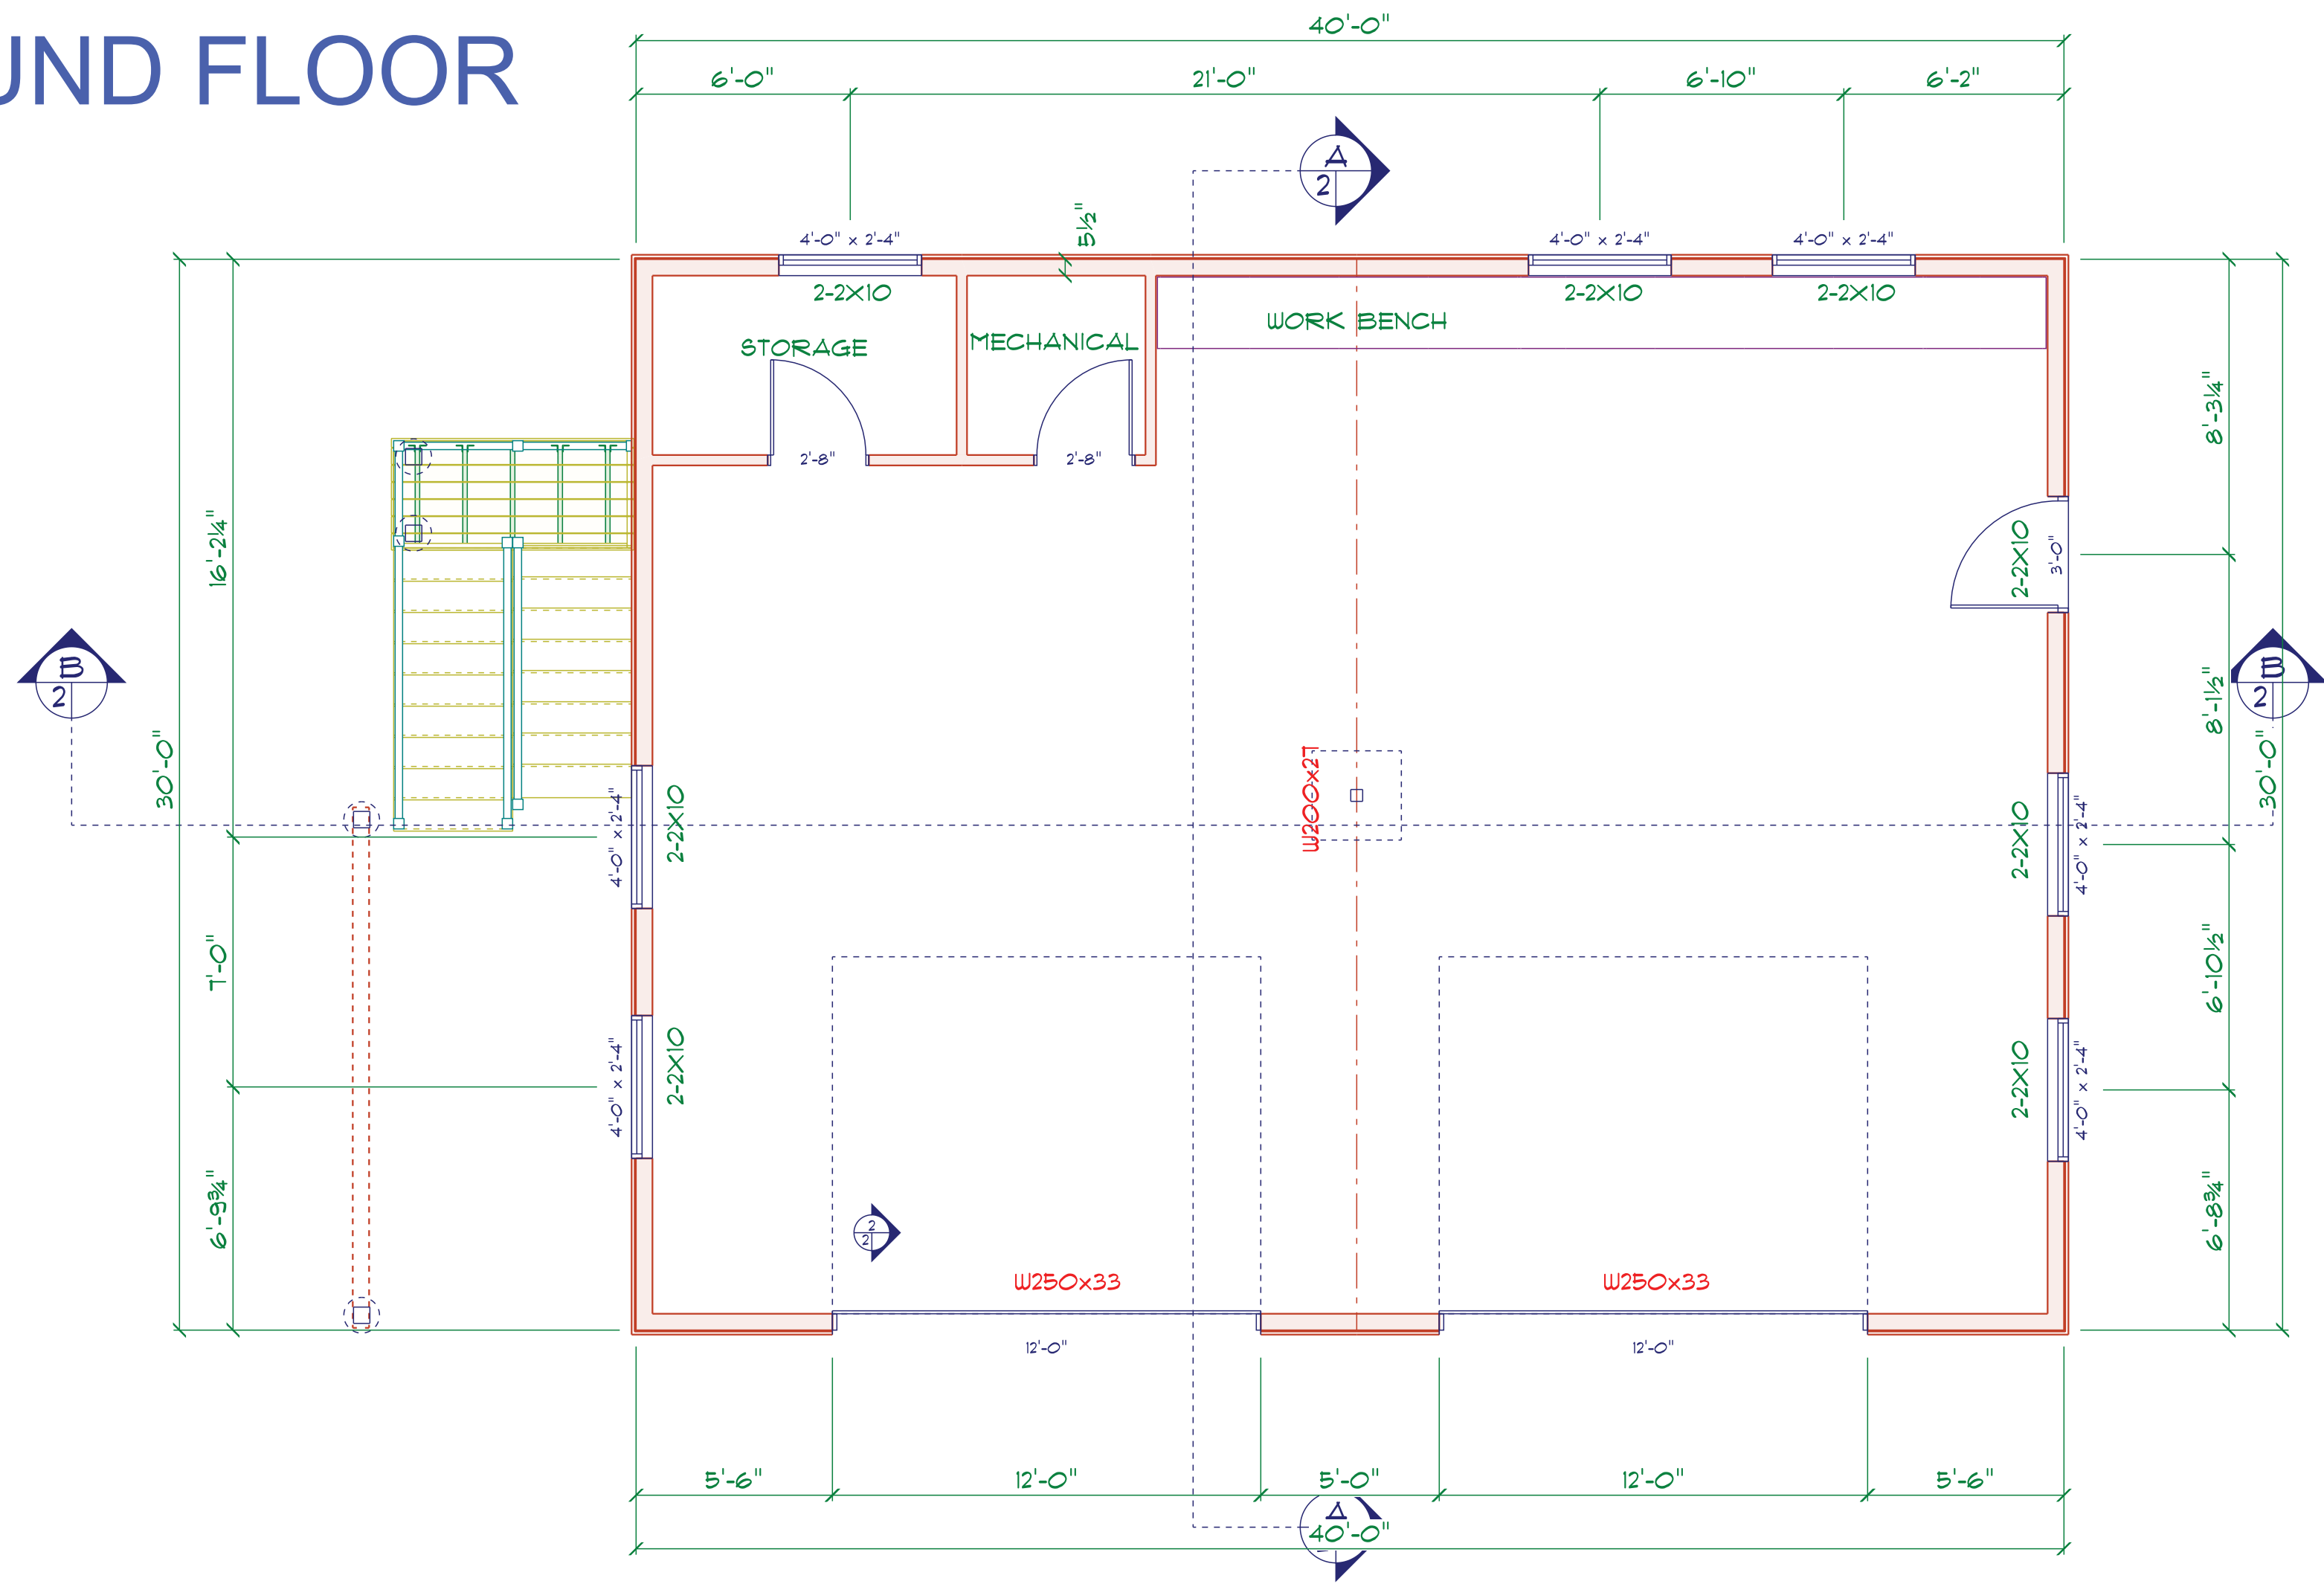 UND FLOOR
40'-0"
6'-0"
21'-0"
6'-10"
6'-2"
A
2
5½"
4'-0" x 2'-4"
4'-0" x 2'-4"
4'-0" x 2'-4"
2-2X10
2-2X10
2-2X10
WORK BENCH
STORAGE
MECHANICAL
2'-8"
2'-8"
16'-2¼"
30'-0"
7'-0"
6'-9¾"
B
2
4'-0" x 2'-4"
2-2X10
4'-0" x 2'-4"
2-2X10
W200x27
2-2X10
3'-0"
2-2X10
4'-0" x 2'-4"
2-2X10
4'-0" x 2'-4"
8'-3¼"
8'-1½"
6'-10½"
6'-8¾"
B
2
30'-0"
2
2
W250x33
W250x33
12'-0"
12'-0"
5'-6"
12'-0"
5'-0"
12'-0"
5'-6"
A
40'-0"